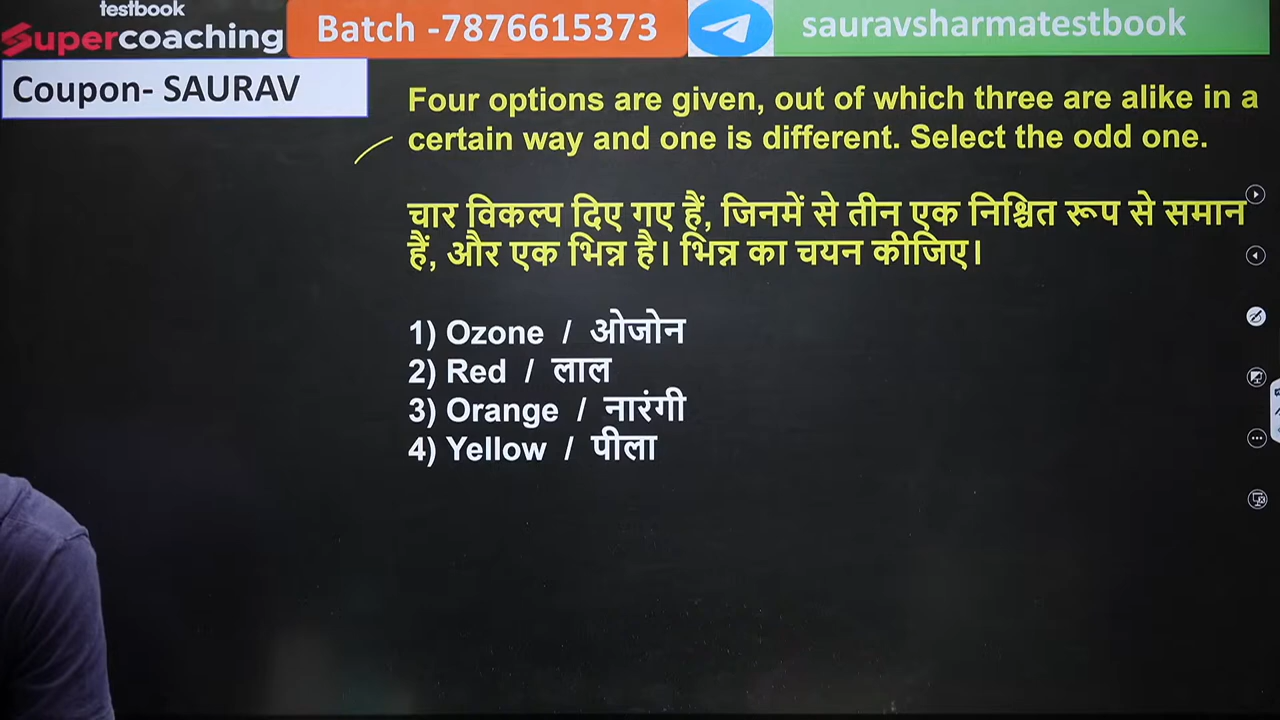 testbook
Supercoaching
Batch -7876615373
sauravsharmatestbook
Coupon- SAURAV
Four options are given, out of which three are alike in a
certain way and one is different. Select the odd one.
चार विकल्प दिए गए हैं, जिनमें से तीन एक निश्चित रूप से समान
हैं, और एक भिन्न है। भिन्न का चयन कीजिए।
1) Ozone / ओजोन
2) Red / लाल
3) Orange / नारंगी
4) Yellow / पीला